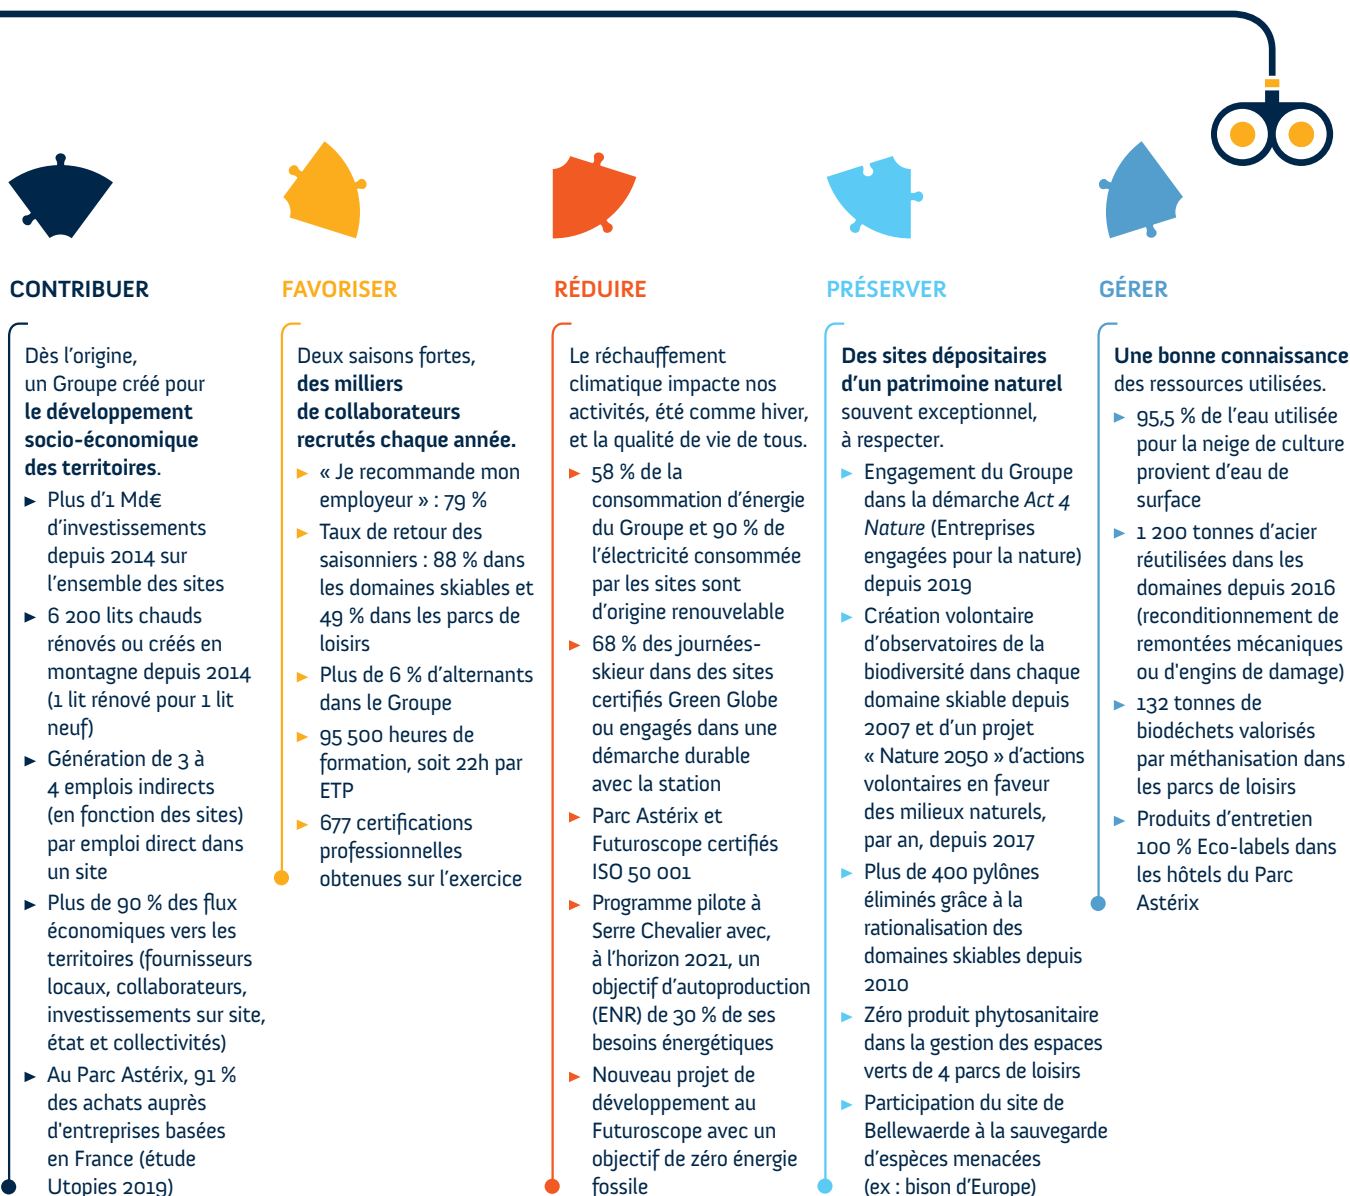 CONTRIBUER
Dès l'origine,
un Groupe créé pour
le développement
socio-économique
des territoires.
► Plus d'1 Md€
d'investissements
depuis 2014 sur
l'ensemble des sites
► 6 200 lits chauds
rénovés ou créés en
montagne depuis 2014
(1 lit rénové pour 1 lit
neuf)
► Génération de 3 à
4 emplois indirects
(en fonction des sites)
par emploi direct dans
un site
► Plus de 90 % des flux
économiques vers les
territoires (fournisseurs
locaux, collaborateurs,
investissements sur site,
état et collectivités)
► Au Parc Astérix, 91 %
des achats auprès
d'entreprises basées
en France (étude
Utopies 2019)
FAVORISER
Deux saisons fortes,
des milliers
de collaborateurs
recrutés chaque année.
► « Je recommande mon
employeur » : 79 %
► Taux de retour des
saisonniers : 88 % dans
les domaines skiables et
49 % dans les parcs de
loisirs
► Plus de 6 % d'alternants
dans le Groupe
► 95 500 heures de
formation, soit 22h par
ETP
► 677 certifications
professionnelles
obtenues sur l'exercice
RÉDUIRE
Le réchauffement
climatique impacte nos
activités, été comme hiver,
et la qualité de vie de tous.
► 58 % de la
consommation d'énergie
du Groupe et 90 % de
l'électricité consommée
par les sites sont
d'origine renouvelable
► 68 % des journées-
skieur dans des sites
certifiés Green Globe
ou engagés dans une
démarche durable
avec la station
► Parc Astérix et
Futuroscope certifiés
ISO 50 001
► Programme pilote à
Serre Chevalier avec,
à l'horizon 2021, un
objectif d'autoproduction
(ENR) de 30 % de ses
besoins énergétiques
► Nouveau projet de
développement au
Futuroscope avec un
objectif de zéro énergie
fossile
PRÉSERVER
Des sites dépositaires
d'un patrimoine naturel
souvent exceptionnel,
à respecter.
► Engagement du Groupe
dans la démarche Act 4
Nature (Entreprises
engagées pour la nature)
depuis 2019
► Création volontaire
d'observatoires de la
biodiversité dans chaque
domaine skiable depuis
2007 et d'un projet
« Nature 2050 » d'actions
volontaires en faveur
des milieux naturels,
par an, depuis 2017
► Plus de 400 pylônes
éliminés grâce à la
rationalisation des
domaines skiables depuis
2010
► Zéro produit phytosanitaire
dans la gestion des espaces
verts de 4 parcs de loisirs
► Participation du site de
Bellewaerde à la sauvegarde
d'espèces menacées
(ex : bison d'Europe)
GÉRER
Une bonne connaissance
des ressources utilisées.
► 95,5 % de l'eau utilisée
pour la neige de culture
provient d'eau de
surface
► 1 200 tonnes d'acier
réutilisées dans les
domaines depuis 2016
(reconditionnement de
remontées mécaniques
ou d'engins de damage)
► 132 tonnes de
biodéchets valorisés
par méthanisation dans
les parcs de loisirs
► Produits d'entretien
100 % Eco-labels dans
les hôtels du Parc
Astérix